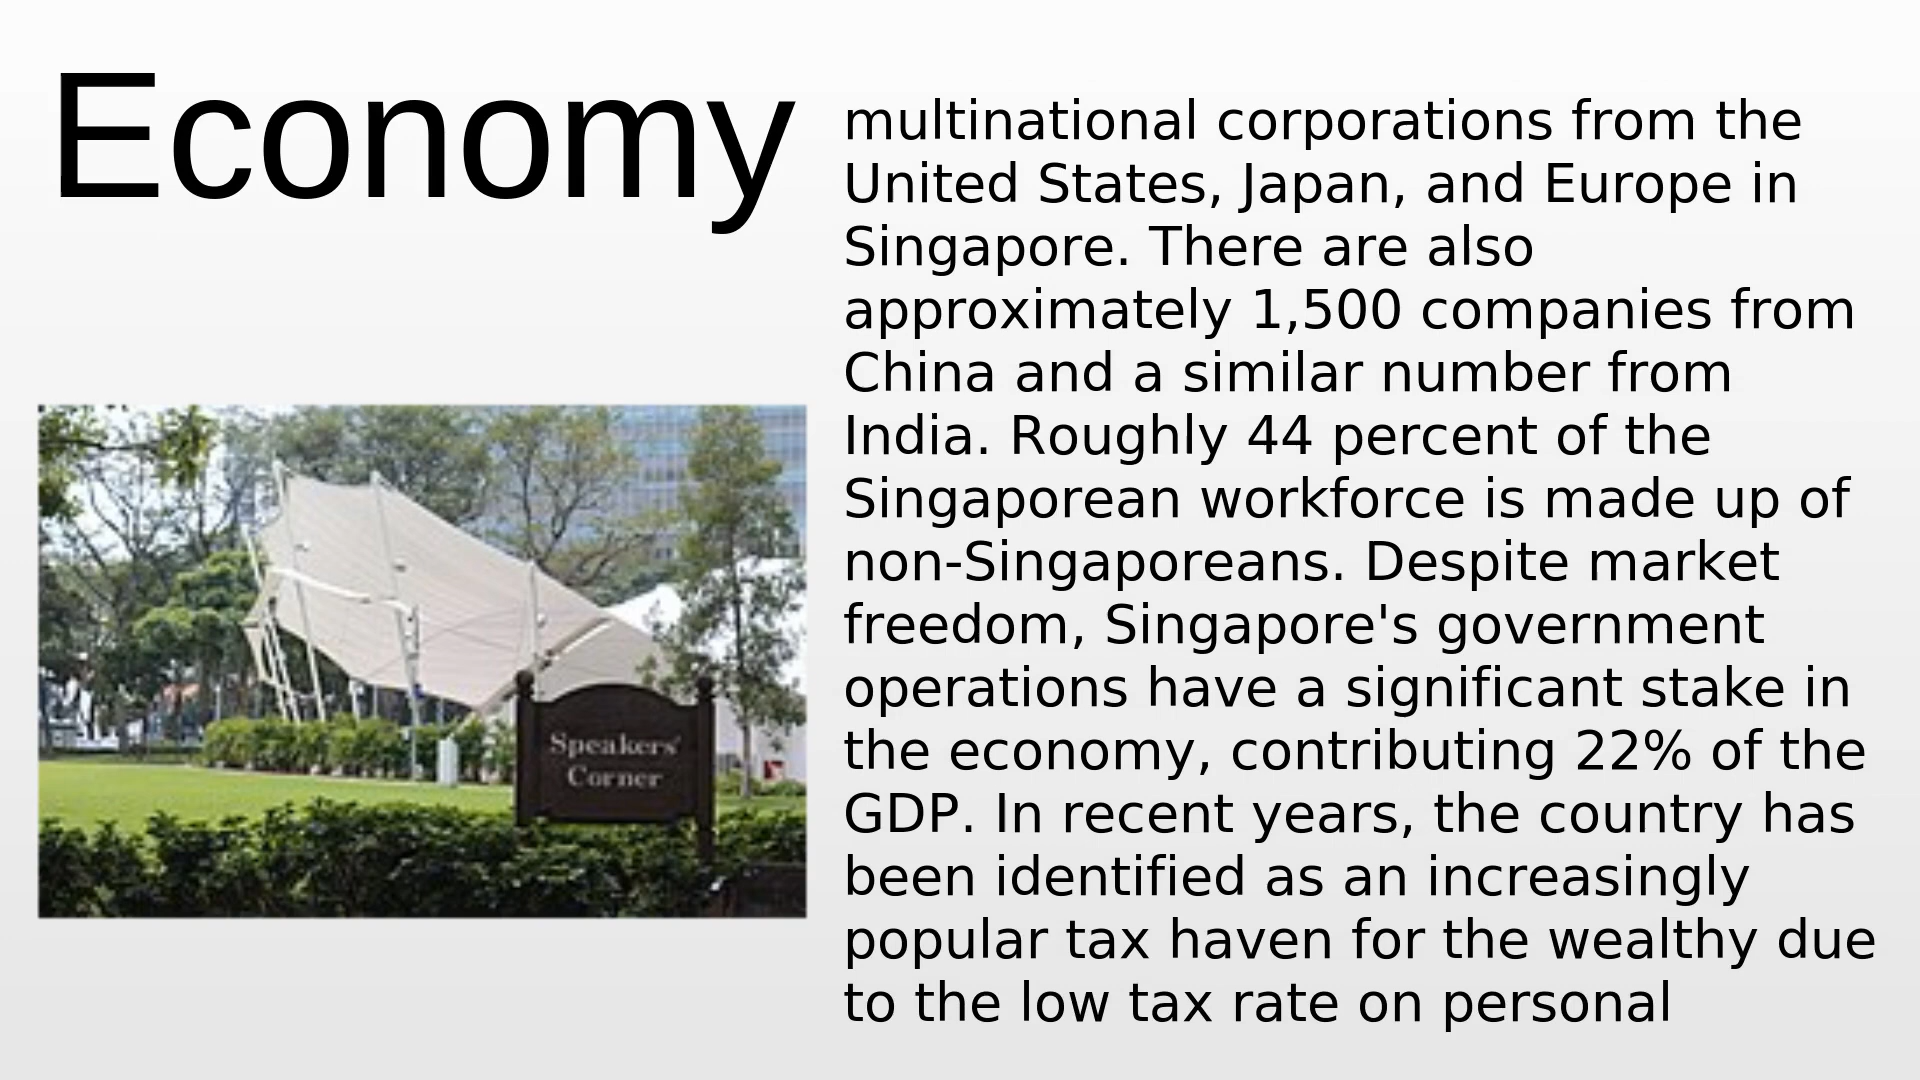 Economy
multinational corporations from the
United States, Japan, and Europe in
Singapore. There are also
approximately 1,500 companies from
China and a similar number from
India. Roughly 44 percent of the
Singaporean workforce is made up of
non-Singaporeans. Despite market
freedom, Singapore's government
operations have a significant stake in
the economy, contributing 22% of the
GDP. In recent years, the country has
been identified as an increasingly
popular tax haven for the wealthy due
to the low tax rate on personal
Speakers'
Corner